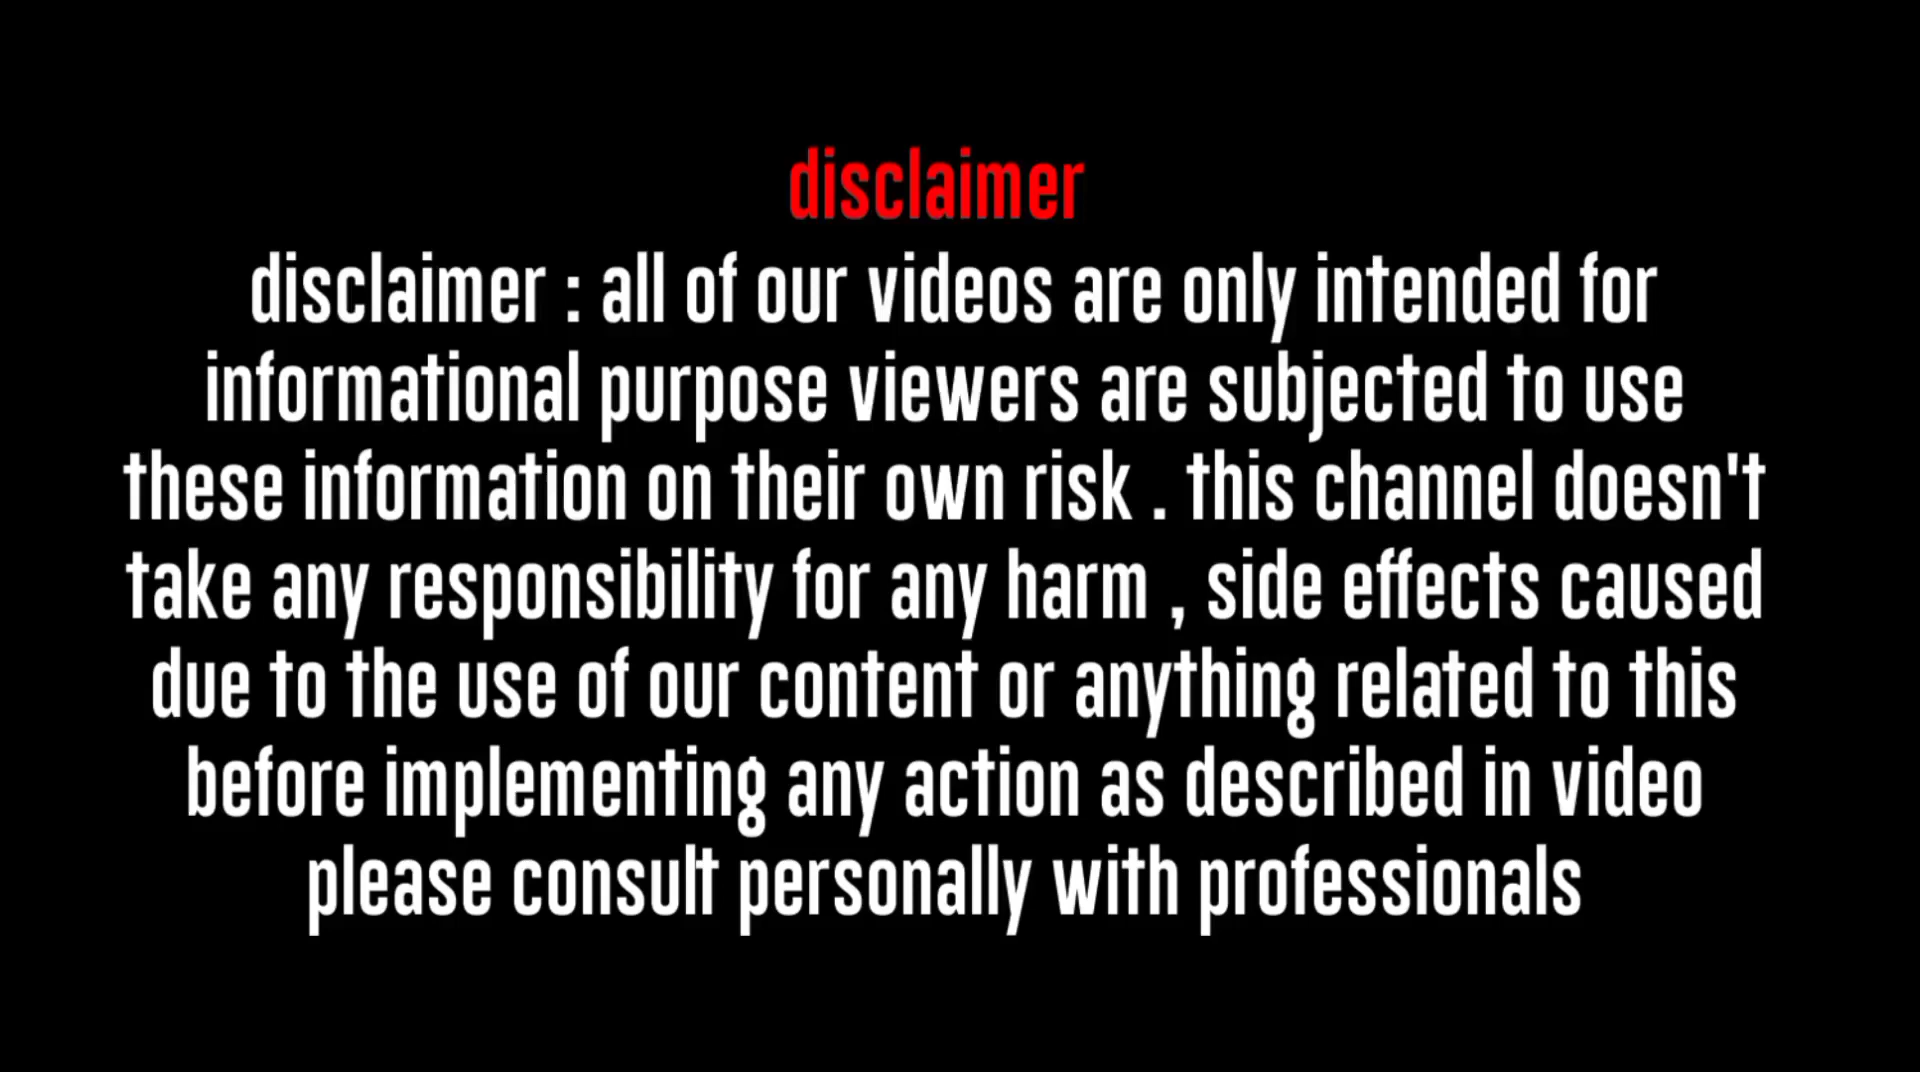 disclaimer
disclaimer : all of our videos are only intended for
informational purpose viewers are subjected to use
these information on their own risk . this channel doesn't
take any responsibility for any harm , side effects caused
due to the use of our content or anything related to this
before implementing any action as described in video
please consult personally with professionals